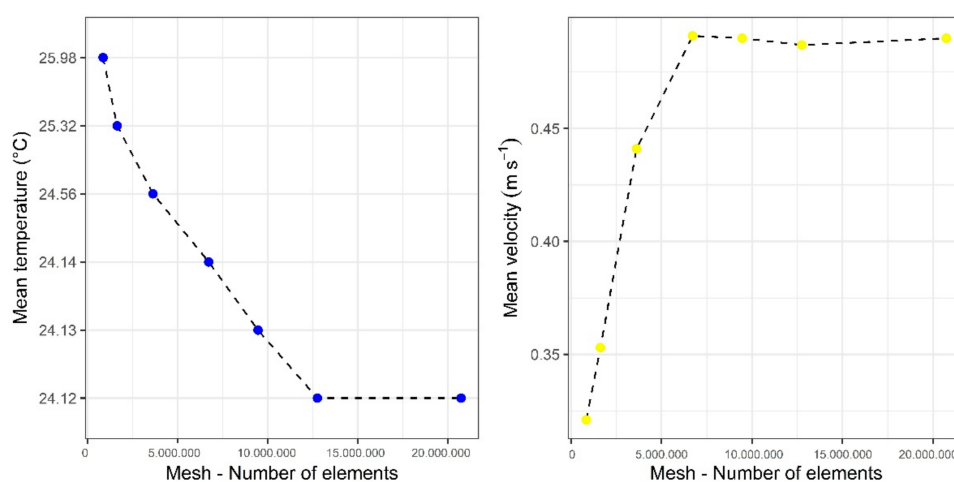 25.98
25.32
24.56
24.14
24.13
24.12
Mean temperature (°C)
0 5.000.000 10.000.000 15.000.000 20.000.000
Mesh - Number of elements
0.45
0.40
0.35
Mean velocity (m s⁻¹)
0 5.000.000 10.000.000 15.000.000 20.000.00
Mesh - Number of elements